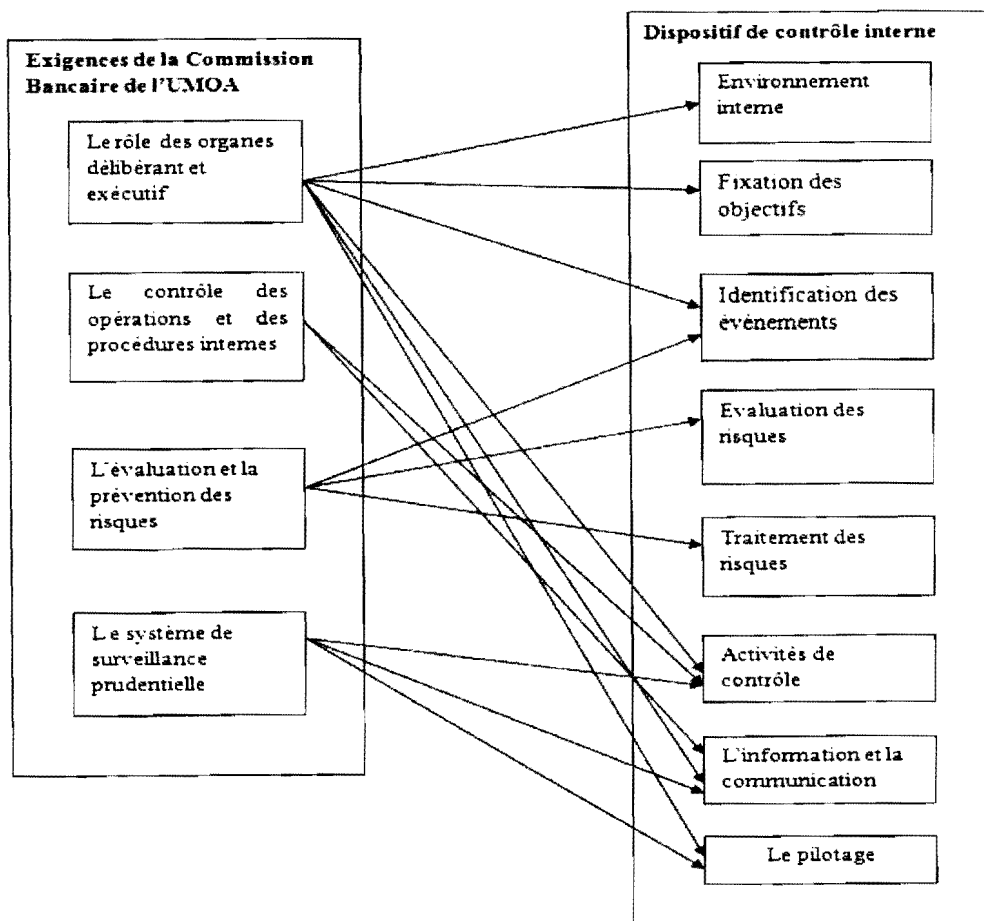 Exigences de la Commission
Bancaire de l'UMOA
Le rôle des organes
délibérant et
exécutif
Le contrôle des
opérations et des
procédures internes
L'évaluation et la
prévention des
risques
Le système de
surveillance
prudentielle
Dispositif de contrôle interne
Environnement
interne
Fixation des
objectifs
Identification des
événements
Evaluation des
risques
Traitement des
risques
Activités de
contrôle
L'information et la
communication
Le pilotage